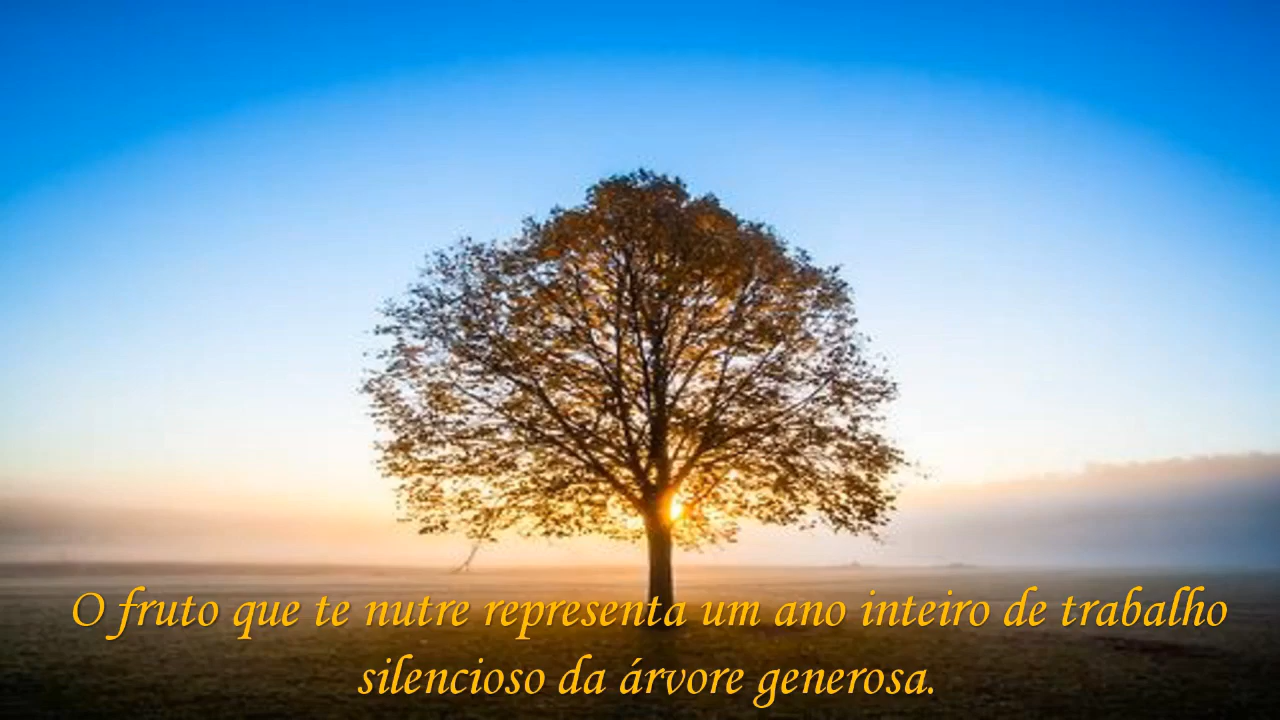 O fruto que te nutre representa um ano inteiro de trabalho
silencioso da árvore generosa.